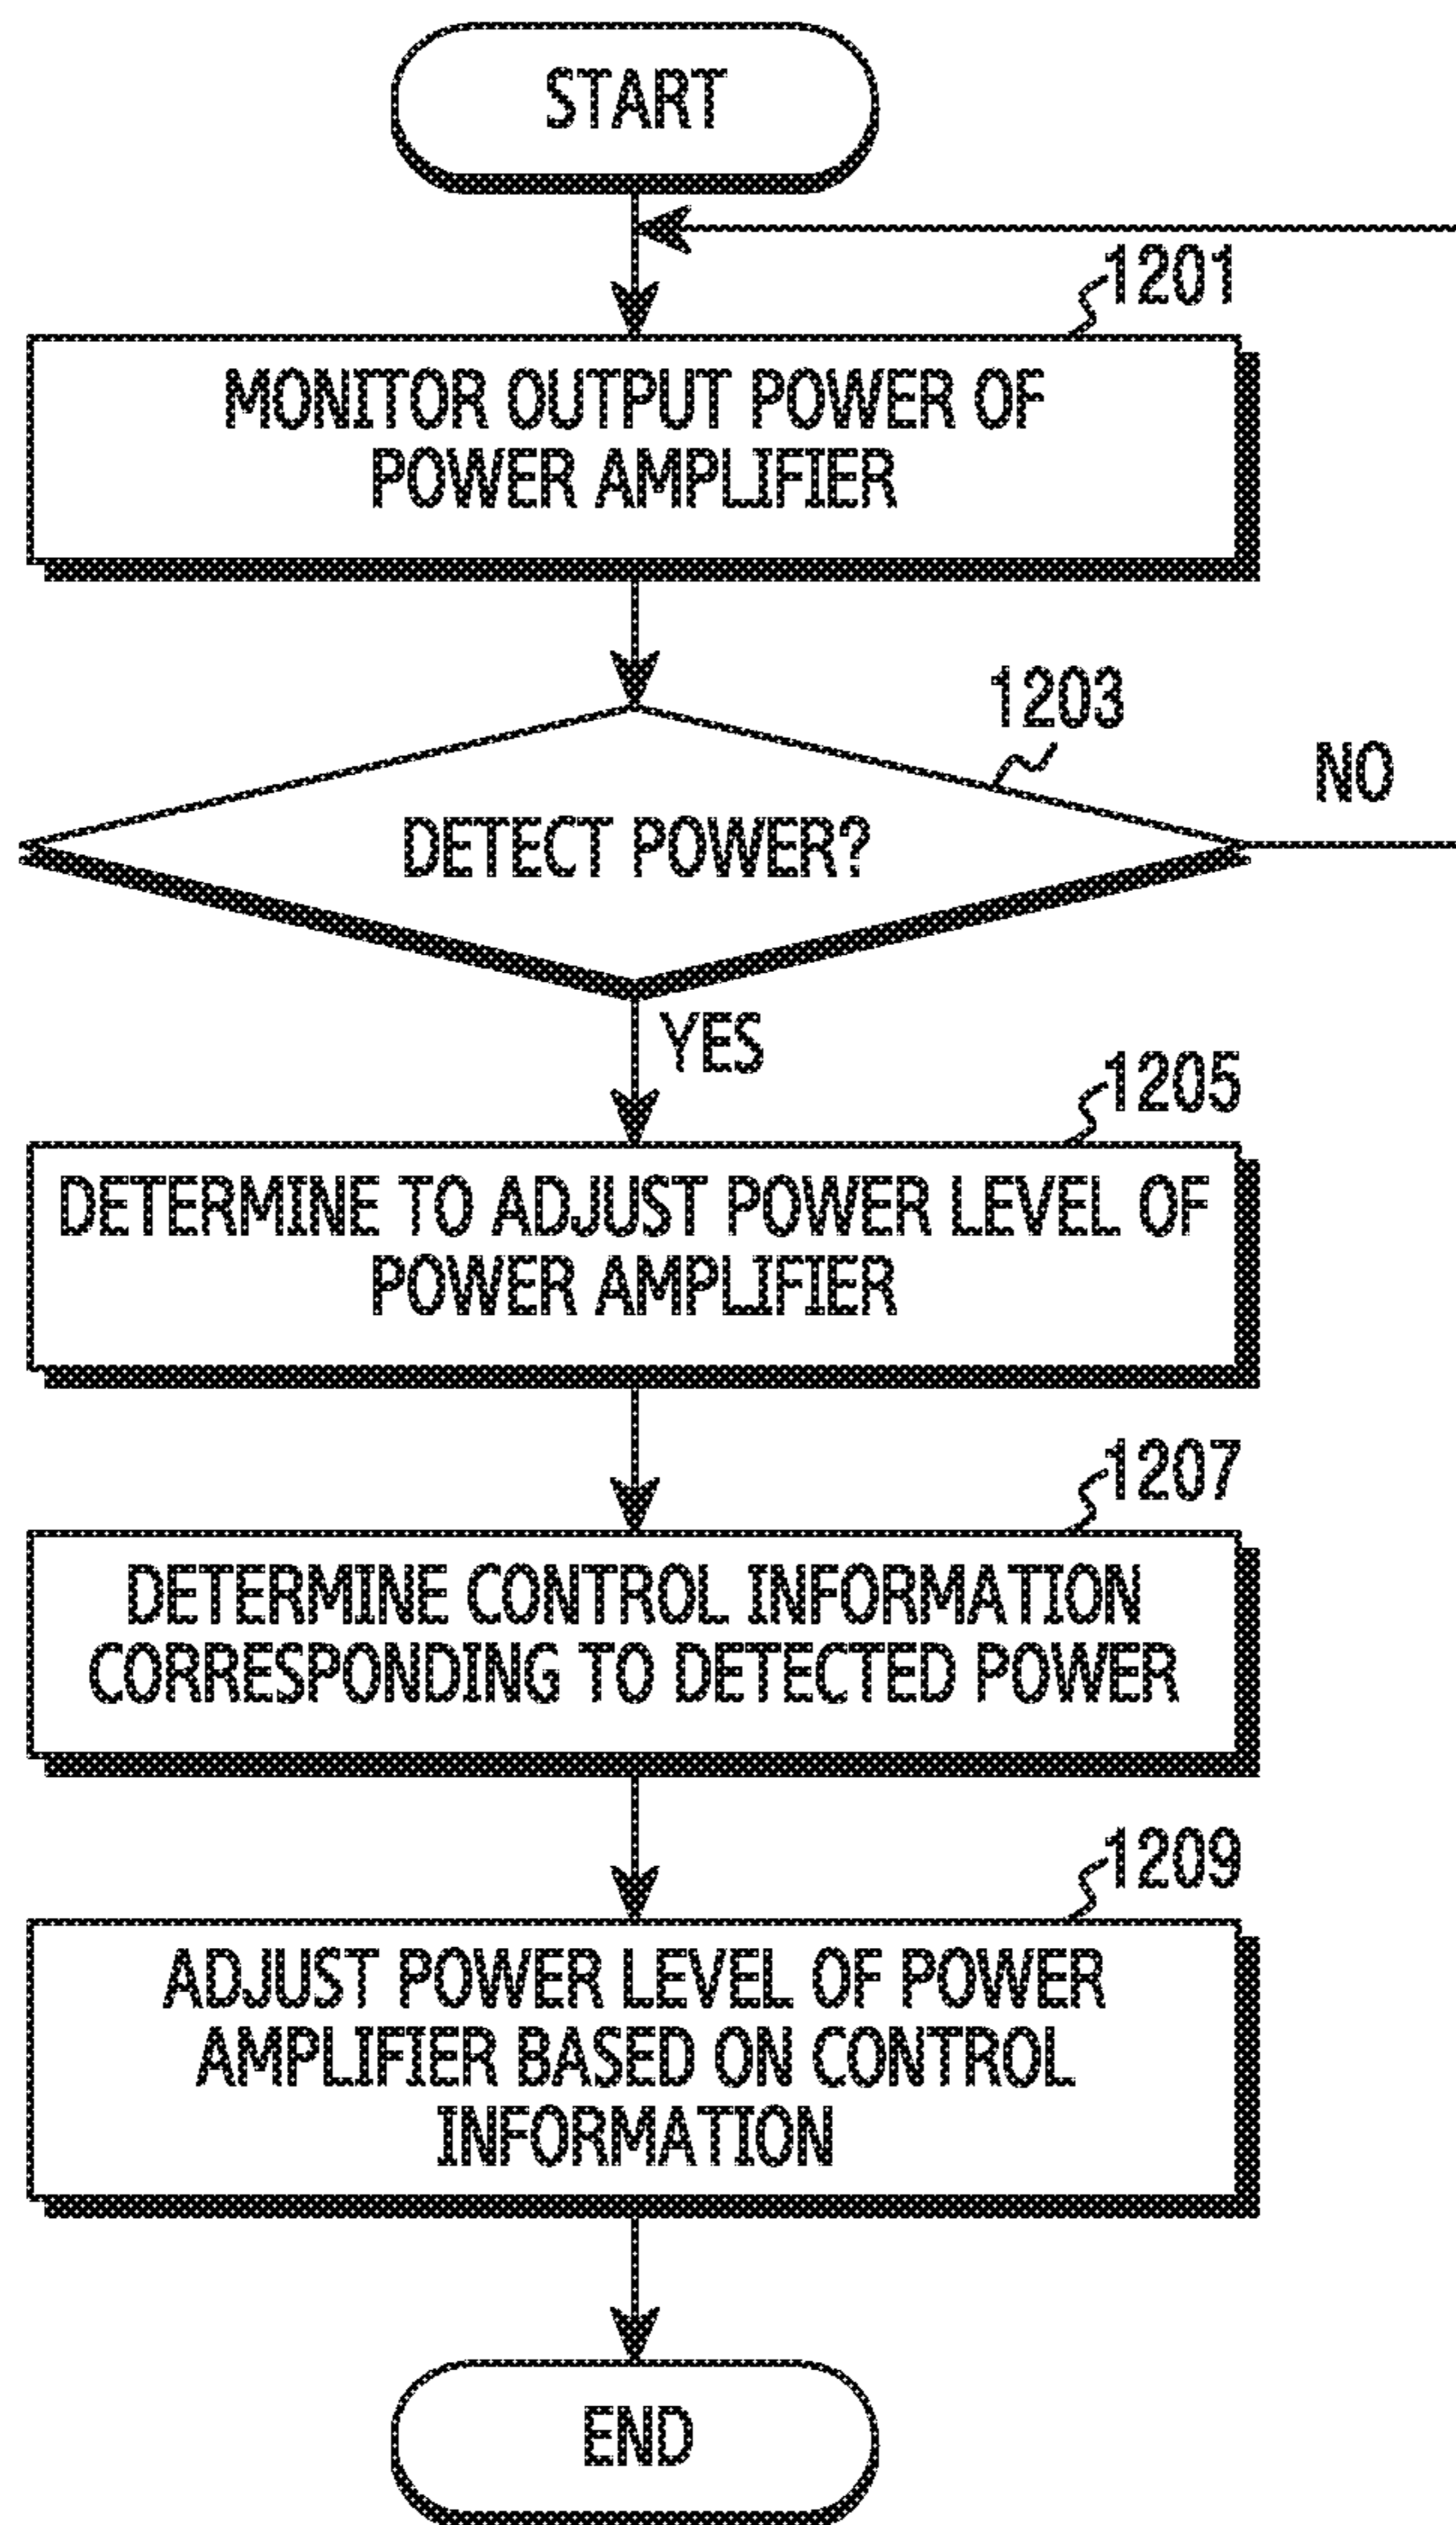 START
1201
MONITOR OUTPUT POWER OF
POWER AMPLIFIER
1203
NO
DETECT POWER?
YES
1205
DETERMINE TO ADJUST POWER LEVEL OF
POWER AMPLIFIER
1207
DETERMINE CONTROL INFORMATION
CORRESPONDING TO DETECTED POWER
1209
ADJUST POWER LEVEL OF POWER
AMPLIFIER BASED ON CONTROL
INFORMATION
END